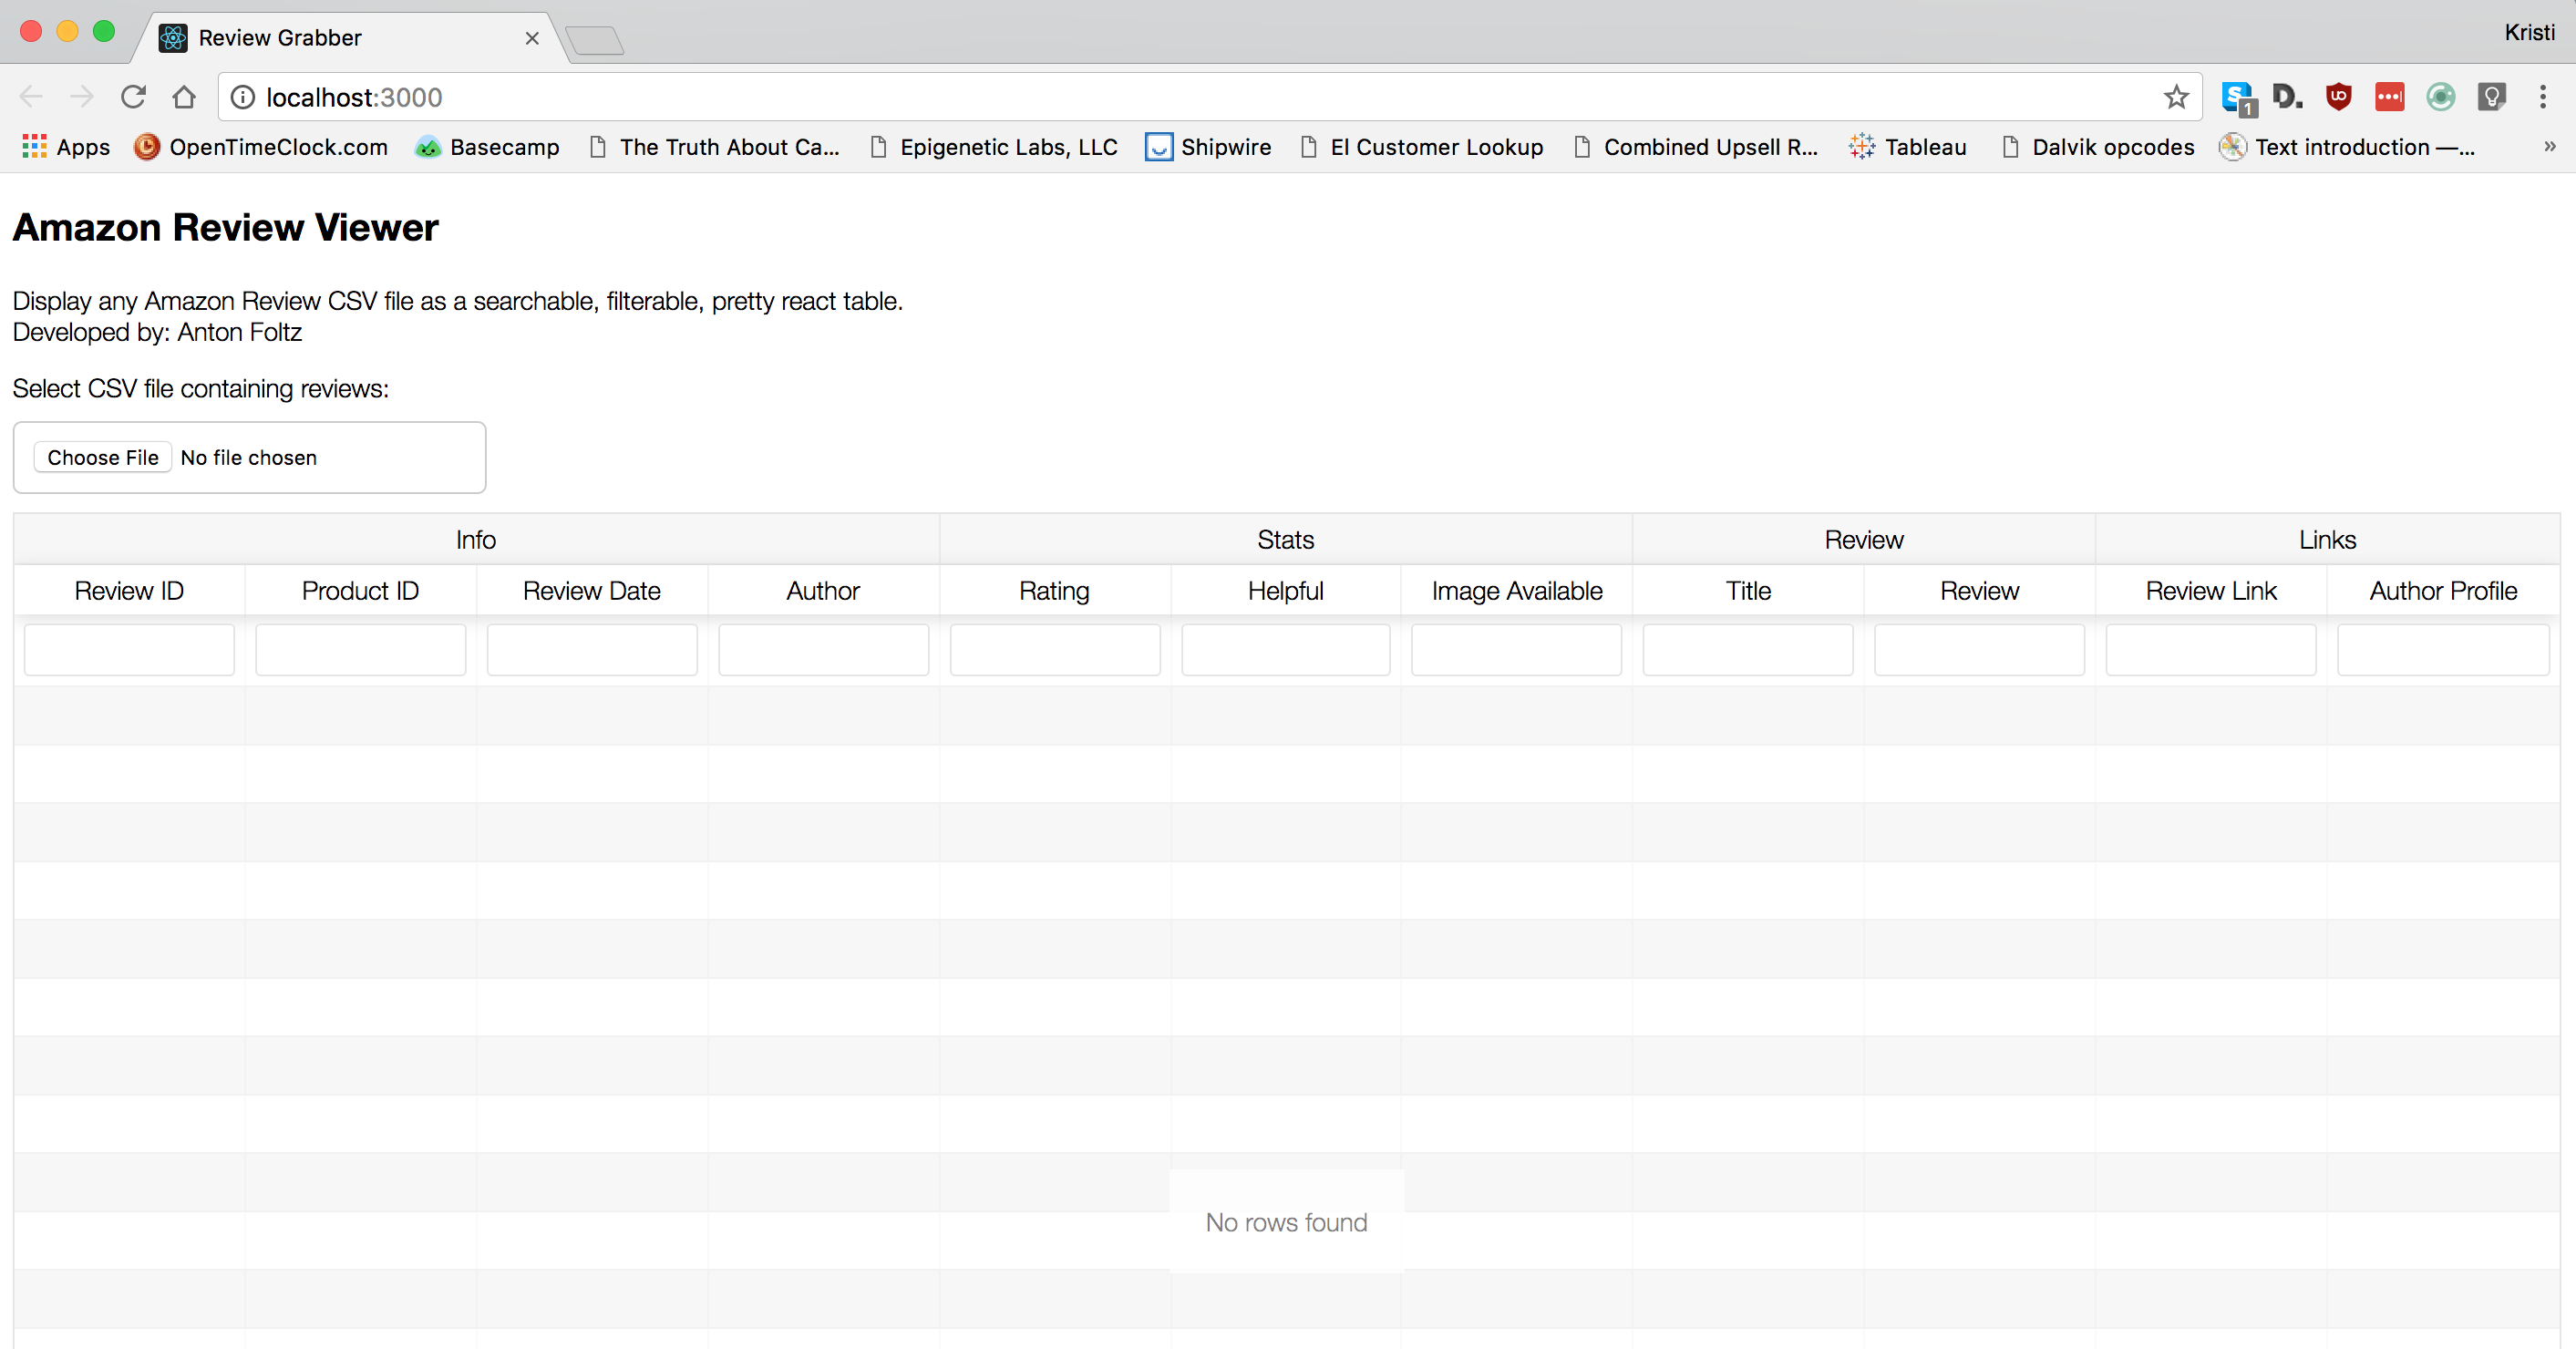 Review Grabber
Kristi
localhost:3000
1
Apps OpenTimeClock.com Basecamp The Truth About Ca... Epigenetic Labs, LLC Shipwire EI Customer Lookup Combined Upsell R... Tableau Dalvik opcodes Text introduction —... »
Amazon Review Viewer
Display any Amazon Review CSV file as a searchable, filterable, pretty react table.
Developed by: Anton Foltz
Select CSV file containing reviews:
Choose File No file chosen
Info Stats Review Links
Review ID Product ID Review Date Author Rating Helpful Image Available Title Review Review Link Author Profile
No rows found